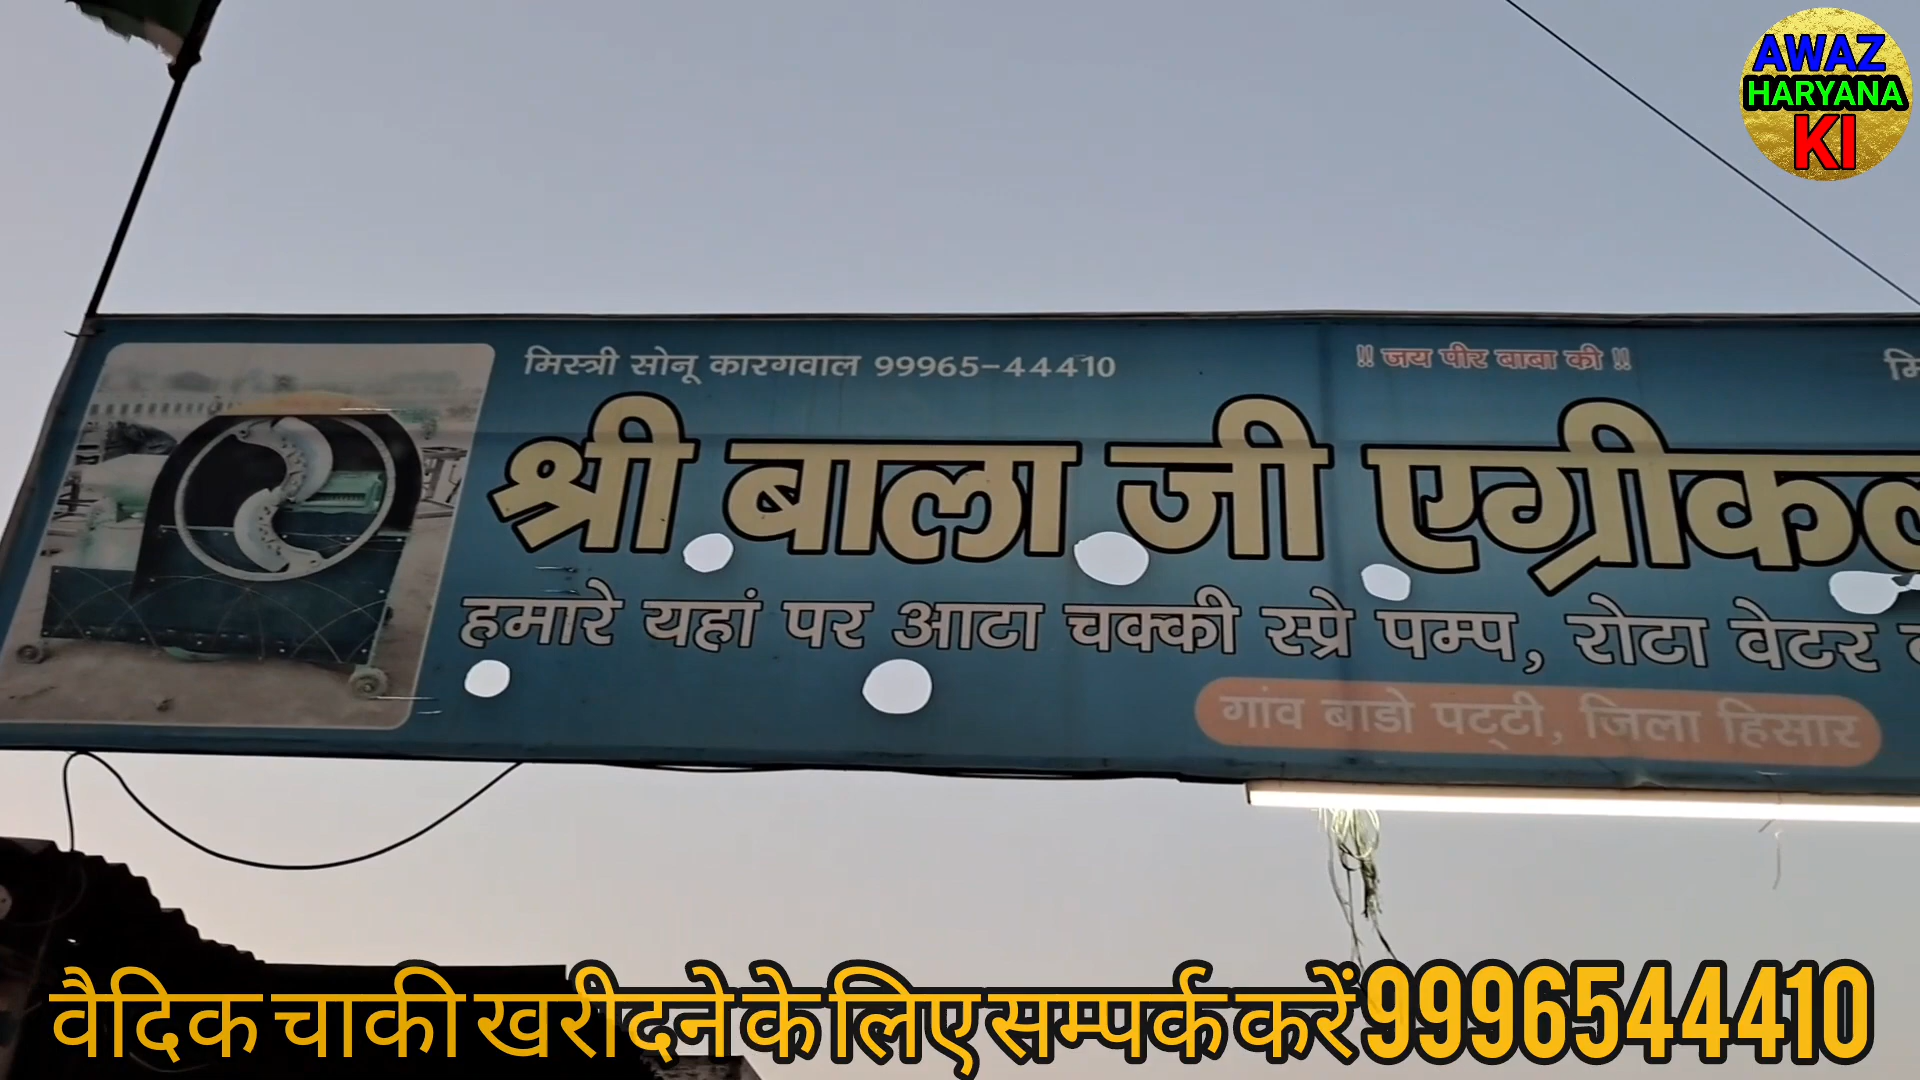 AWAZ
HARYANA
KI
मिस्त्री सोनू कारगवाल 99965-44410
!! जय पीर बाबा की !!
श्री बाला जी
हमारे यहां पर आटा चक्की स्प्रे पम्प, रोटा वेटर
गांव बाडो पट्टी, जिला हिसार
वैदिक चाकी खरीदने के लिए सम्पर्क करें 9996544410